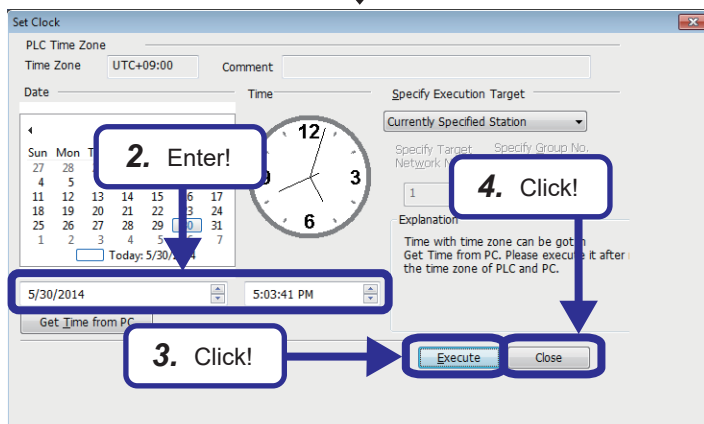 Set Clock
PLC Time Zone
Time Zone UTC+09:00 Comment
Date Time Specify Execution Target
Currently Specified Station
12
3
6
9
Specify Target Specify Group No.
Network
1
2. Enter!
4. Click!
Sun Mon
27 28
4 5
11 12 13 14 15 16 17
18 19 20 21 22 23 24
25 26 27 28 29 30 31
1 2 3 4 5 6 7
Today: 5/30/2014
Explanation
Time with time zone can be got in
Get Time from PC. Please execute it after
the time zone of PLC and PC.
5/30/2014 5:03:41 PM
Get Time from PC
3. Click!
Execute Close